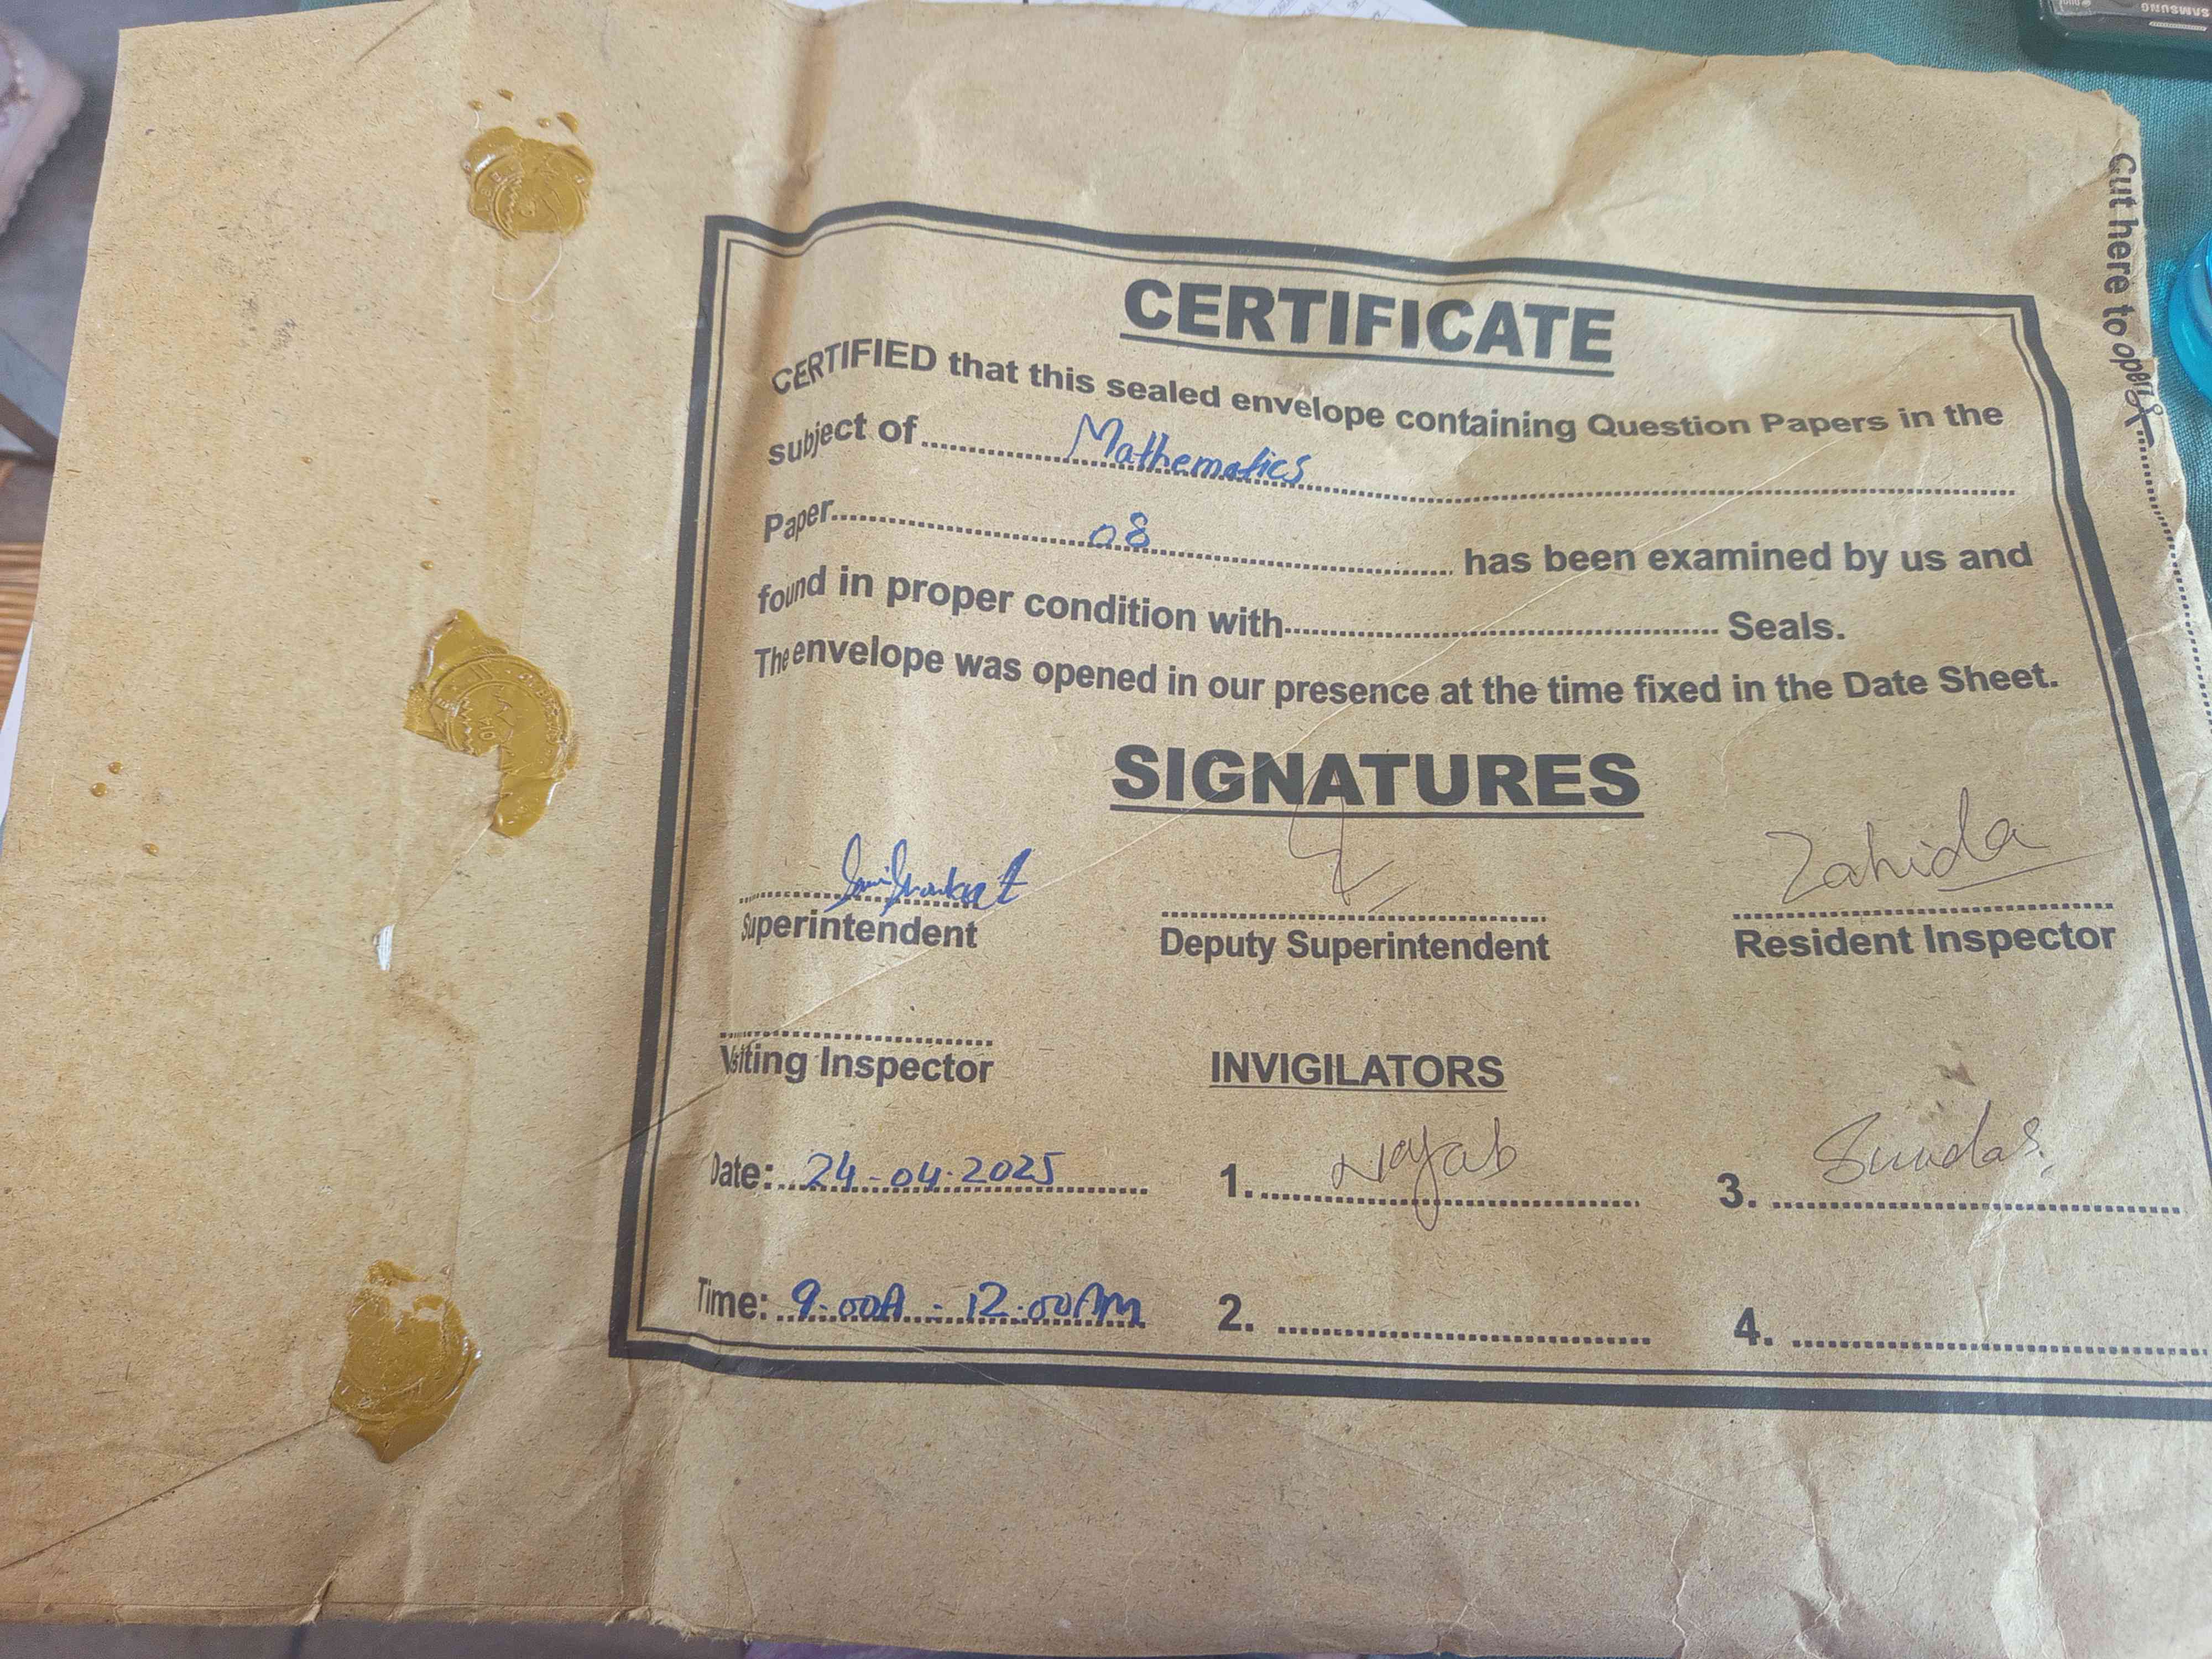 SAMSUNG
DUOS
Cut here to open
CERTIFICATE
CERTIFIED that this sealed envelope containing Question Papers in the
subject of Mathematics
Paper 08 has been examined by us and
found in proper condition with Seals.
The envelope was opened in our presence at the time fixed in the Date Sheet.
SIGNATURES
Zahida
Superintendent Deputy Superintendent Resident Inspector
Visiting Inspector INVIGILATORS
Date: 24-04-2025 1. Nayab 3. Sundas
Time: 9:00A - 12:00AM 2. 4.